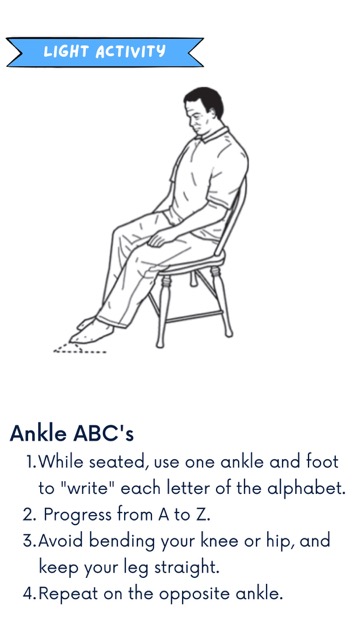 LIGHT ACTIVITY
Ankle ABC's
1.While seated, use one ankle and foot
to "write" each letter of the alphabet.
2. Progress from A to Z.
3.Avoid bending your knee or hip, and
keep your leg straight.
4.Repeat on the opposite ankle.